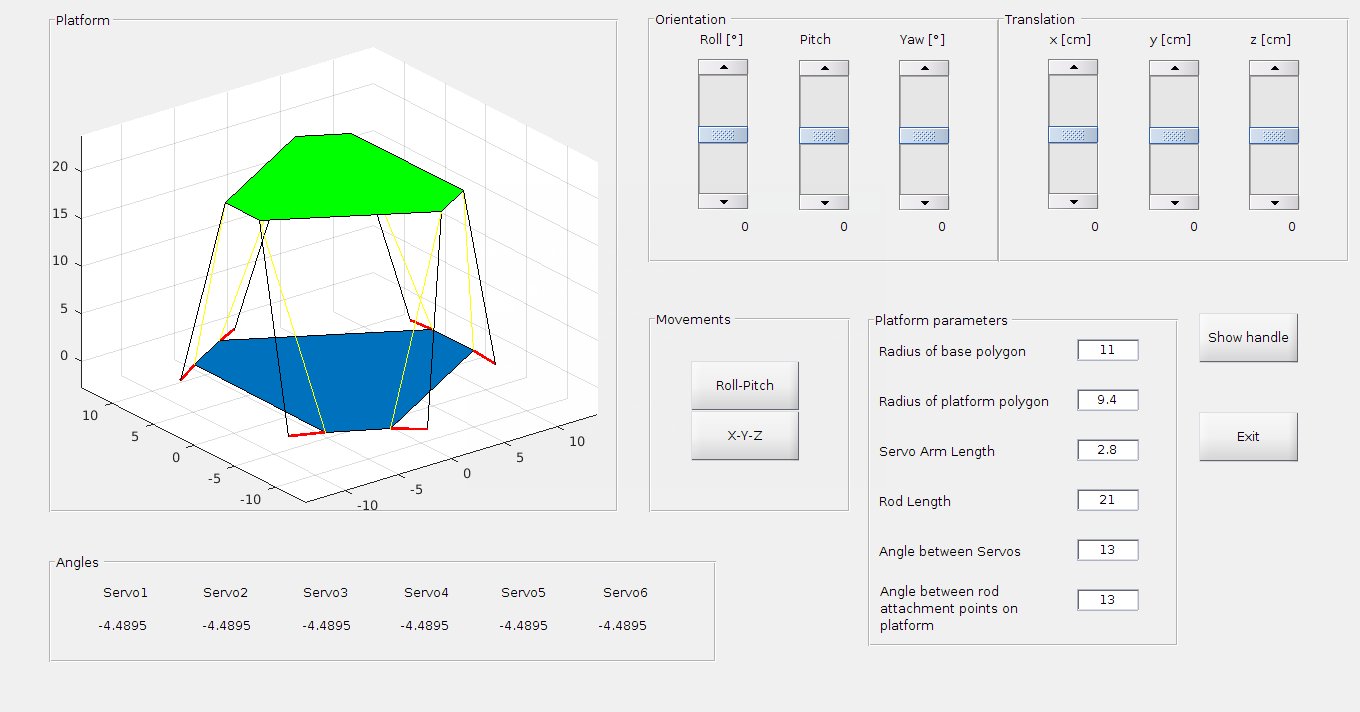 Platform
20
15
10
5
0
10
5
0
-5
-10
-10
-5
0
5
10
Orientation
Roll [°] Pitch Yaw [°]
0 0 0
Translation
x [cm] y [cm] z [cm]
0 0 0
Movements
Roll-Pitch
X-Y-Z
Platform parameters
Radius of base polygon 11
Radius of platform polygon 9.4
Servo Arm Length 2.8
Rod Length 21
Angle between Servos 13
Angle between rod
attachment points on 13
platform
Show handle
Exit
Angles
Servo1 Servo2 Servo3 Servo4 Servo5 Servo6
-4.4895 -4.4895 -4.4895 -4.4895 -4.4895 -4.4895